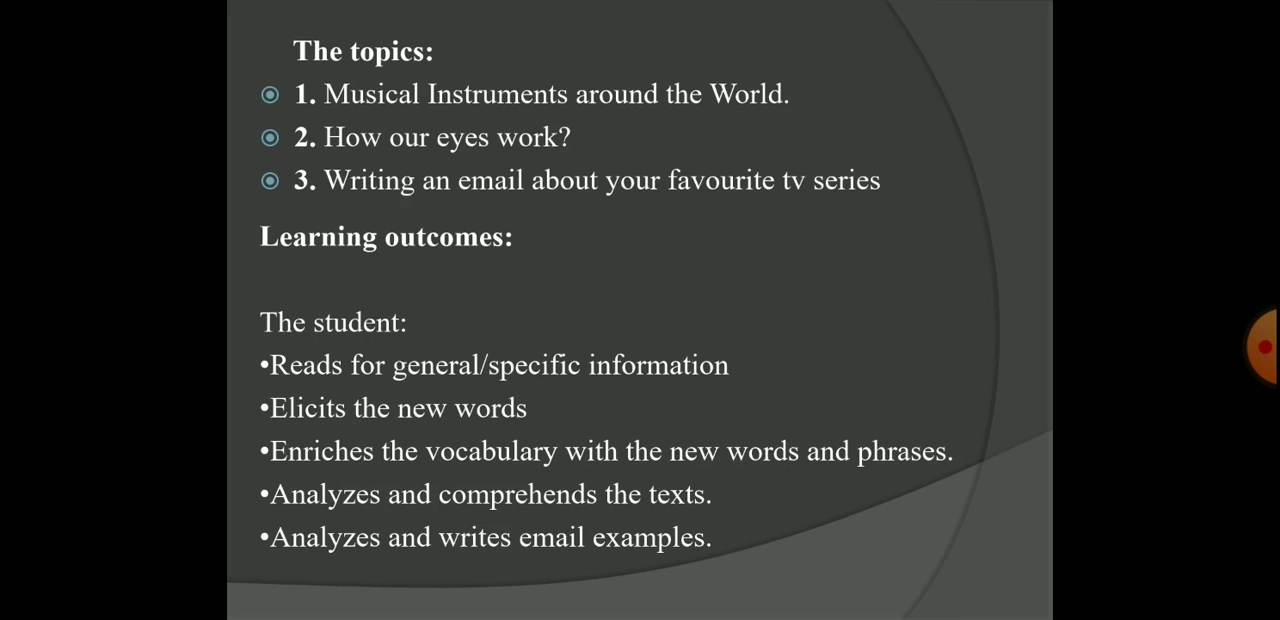 The topics:
1. Musical Instruments around the World.
2. How our eyes work?
3. Writing an email about your favourite tv series
Learning outcomes:
The student:
•Reads for general/specific information
•Elicits the new words
•Enriches the vocabulary with the new words and phrases.
•Analyzes and comprehends the texts.
•Analyzes and writes email examples.